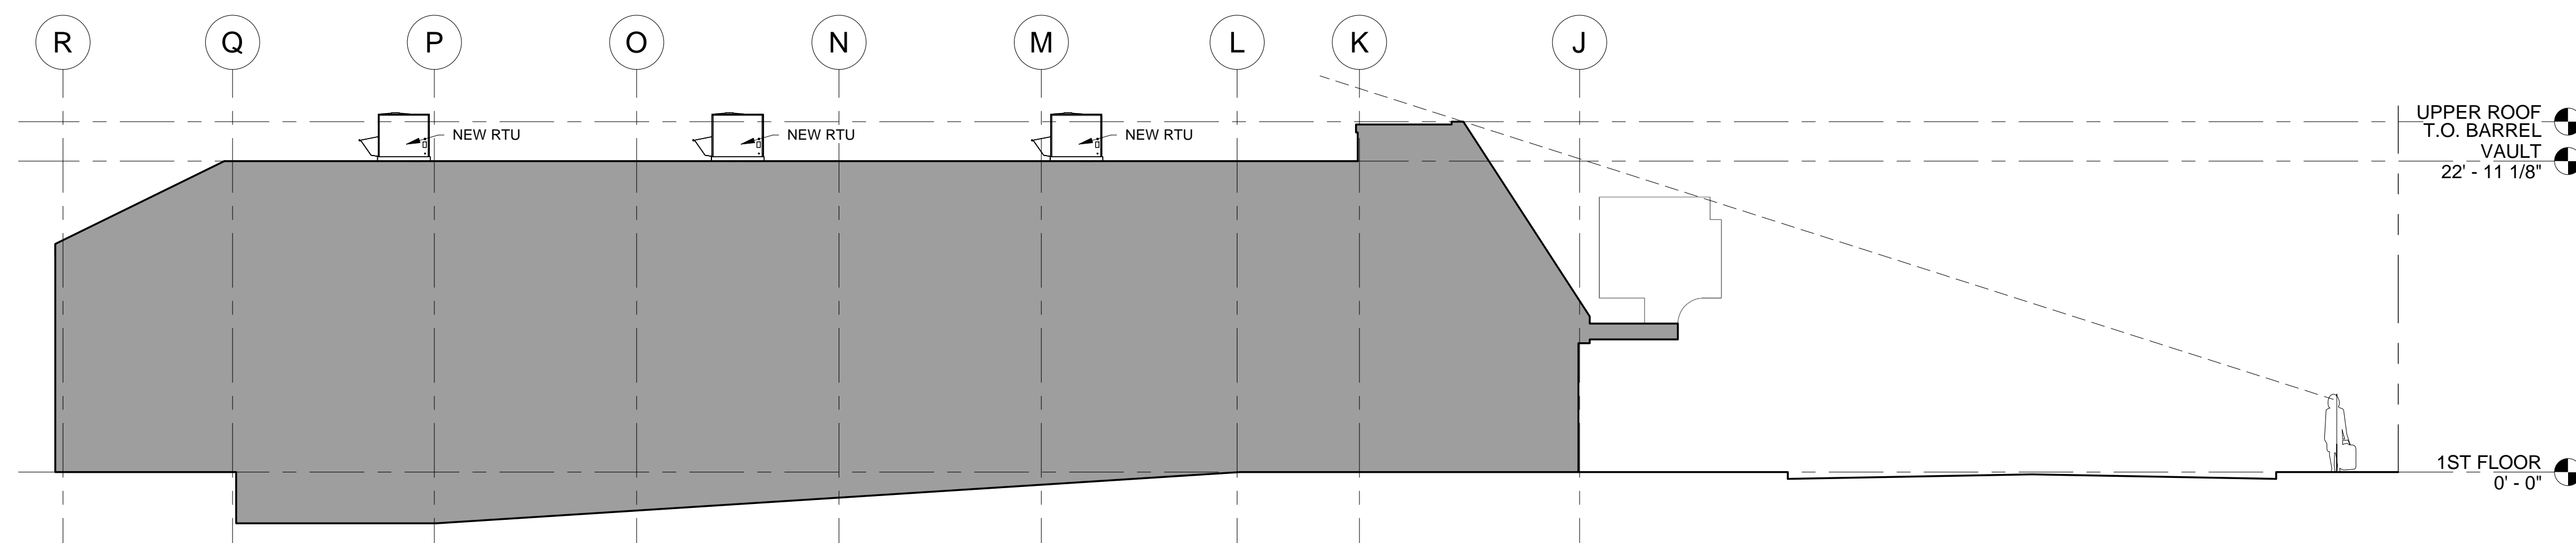 R Q P O N M L K J
UPPER ROOF
T.O. BARREL
VAULT
22' - 11 1/8"
NEW RTU NEW RTU NEW RTU
1ST FLOOR
0' - 0"